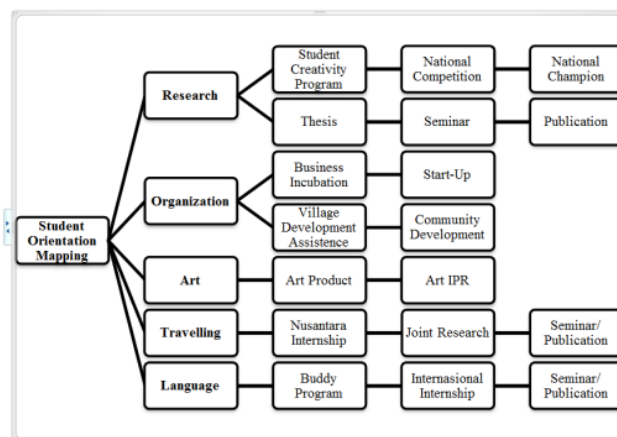 Student
Creativity
Program
National
Competition
National
Champion
Research
Thesis
Seminar
Publication
Business
Incubation
Start-Up
Organization
Village
Development
Assistence
Community
Development
Student
Orientation
Mapping
Art
Art Product
Art IPR
Travelling
Nusantara
Internship
Joint Research
Seminar/
Publication
Language
Buddy
Program
Internasional
Internship
Seminar/
Publication